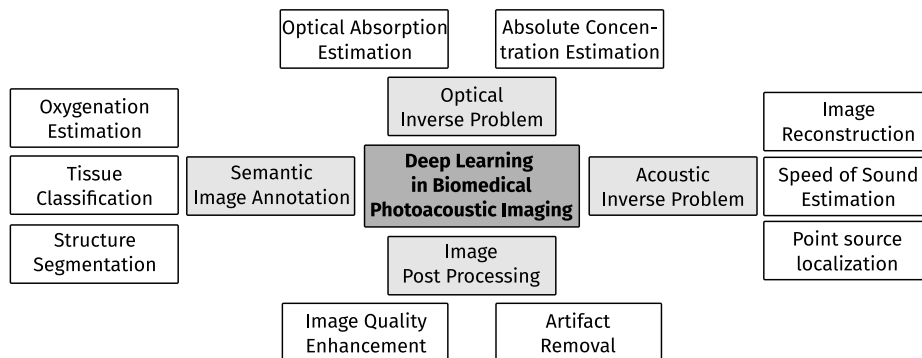 Optical Absorption
Estimation
Absolute Concen-
tration Estimation
Optical
Inverse Problem
Oxygenation
Estimation
Tissue
Classification
Structure
Segmentation
Semantic
Image Annotation
Deep Learning
in Biomedical
Photoacoustic Imaging
Acoustic
Inverse Problem
Image
Reconstruction
Speed of Sound
Estimation
Point source
localization
Image
Post Processing
Image Quality
Enhancement
Artifact
Removal